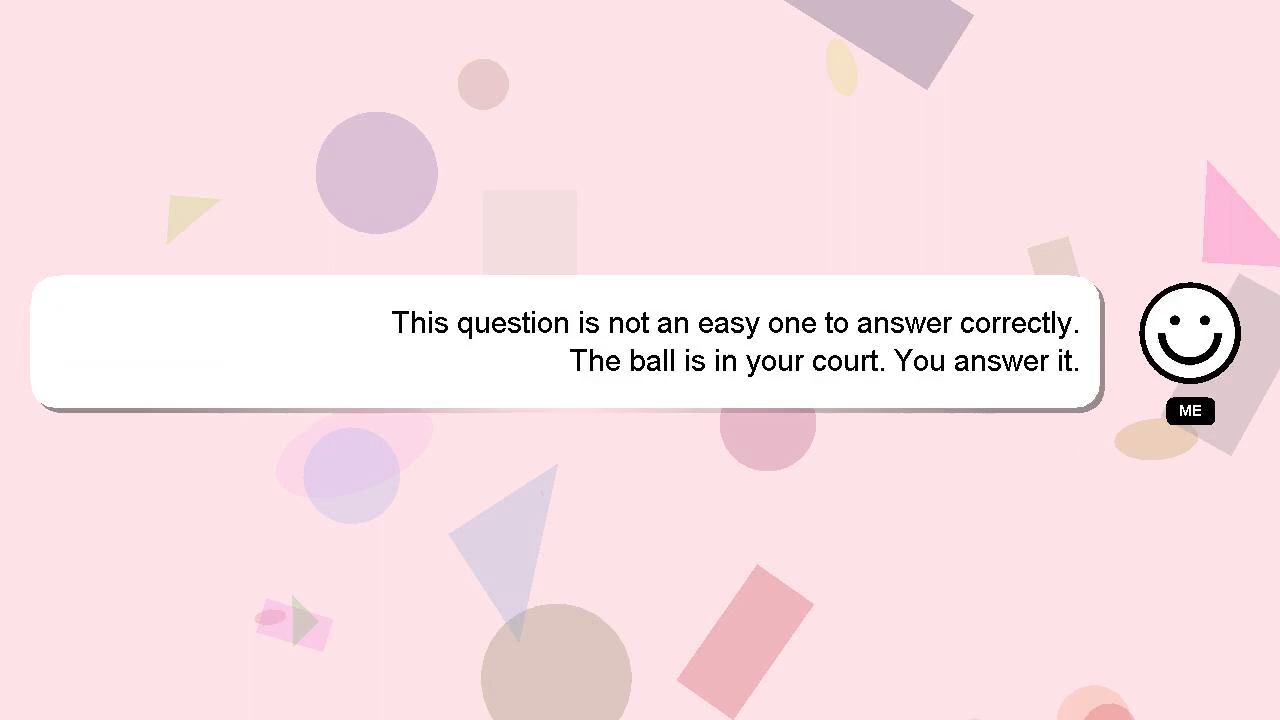 This question is not an easy one to answer correctly.
The ball is in your court. You answer it.
ME